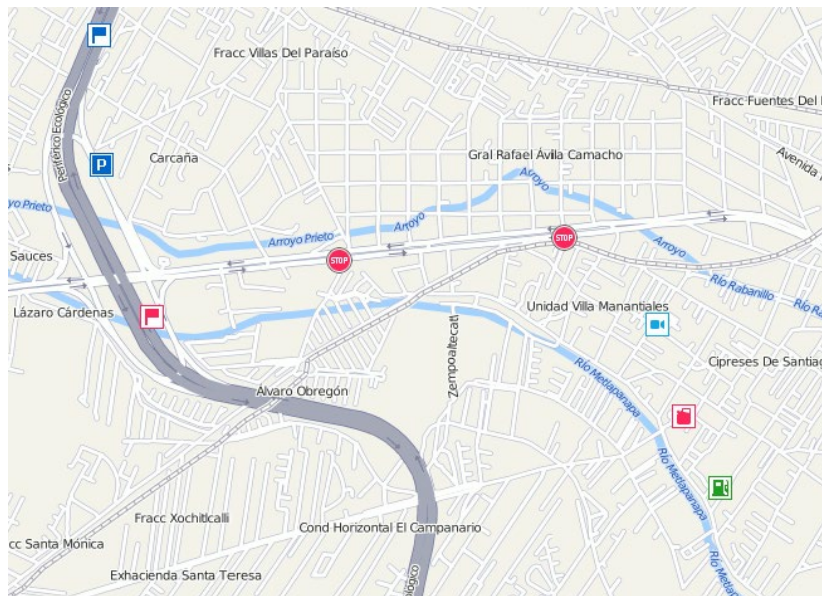 Fracc Villas Del Paraíso
Periférico Ecológico
Fracc Fuentes Del
P
Carcaña
Gral Rafael Ávila Camacho
Avenida
Arroyo
Prieto
Arroyo
Arroyo Prieto
STOP
Sauces
STOP
Arroyo
Río Rabanillo
Río
Lázaro Cárdenas
Unidad Villa Manantiales
Zempoaltecatl
Cipreses De
Álvaro Obregón
Río Metlapanapa
Río Metlapanapa
Fracc Xochitlcalli
Cond Horizontal El Campanario
Santa Mónica
Exhacienda Santa Teresa
Río